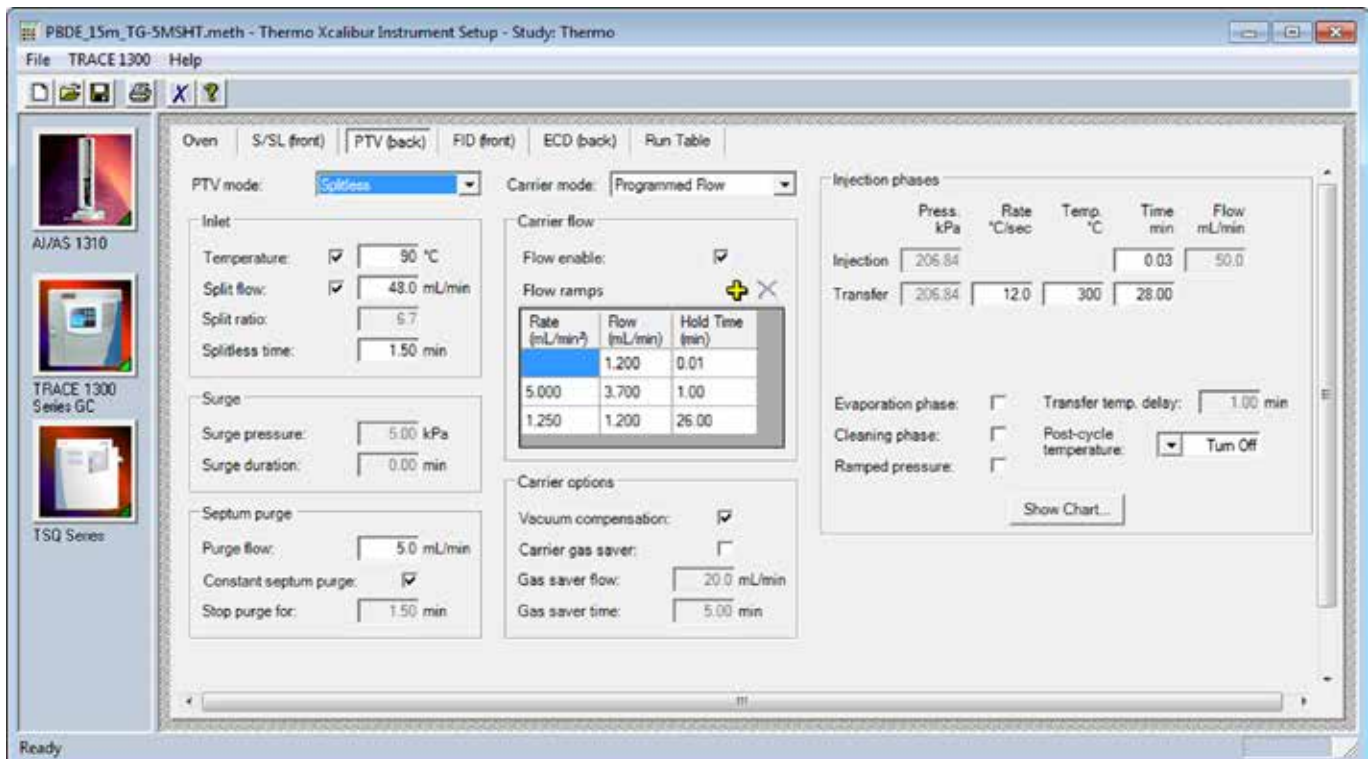 PBDE_15m_TG-5MSHT.meth - Thermo Xcalibur Instrument Setup - Study: Thermo
File TRACE 1300 Help
AI/AS 1310
TRACE 1300
Series GC
TSQ Series
Oven S/SL (front) PTV (back) FID (front) ECD (back) Run Table
PTV mode: Splitless
Inlet
Temperature: 90 °C
Split flow: 48.0 mL/min
Split ratio: 6.7
Splitless time: 1.50 min
Surge
Surge pressure: 5.00 kPa
Surge duration: 0.00 min
Septum purge
Purge flow: 5.0 mL/min
Constant septum purge:
Stop purge for: 1.50 min
Carrier mode: Programmed Flow
Carrier flow
Flow enable:
Flow ramps
Rate (mL/min²) Flow (mL/min) Hold Time (min)
1.200 0.01
5.000 3.700 1.00
1.250 1.200 26.00
Carrier options
Vacuum compensation:
Carrier gas saver:
Gas saver flow: 20.0 mL/min
Gas saver time: 5.00 min
Injection phases
Press. Rate Temp. Time Flow
kPa °C/sec °C min mL/min
Injection 206.84 0.03 50.0
Transfer 206.84 12.0 300 28.00
Evaporation phase: Transfer temp. delay: 1.00 min
Cleaning phase: Post-cycle temperature: Turn Off
Ramped pressure:
Show Chart...
Ready